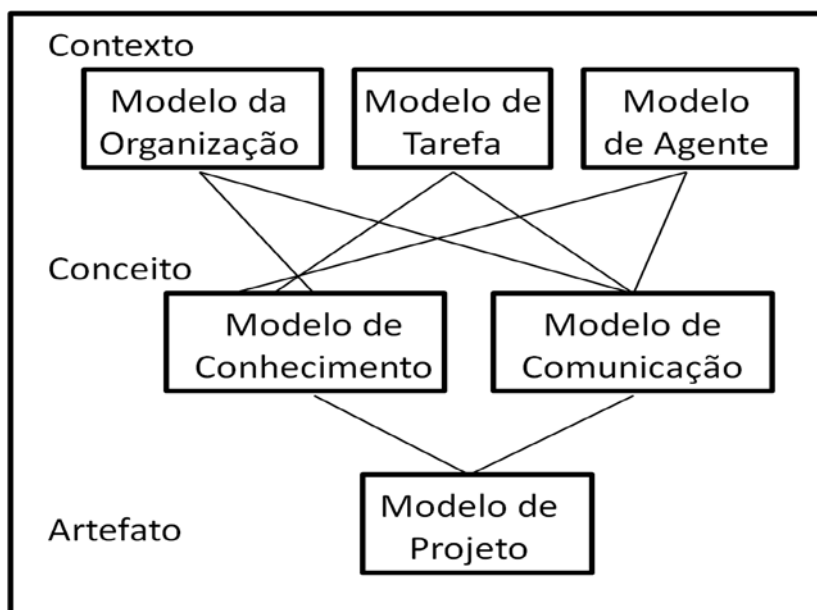 Contexto
Modelo da
Organização
Modelo de
Tarefa
Modelo
de Agente
Conceito
Modelo de
Conhecimento
Modelo de
Comunicação
Artefato
Modelo de
Projeto